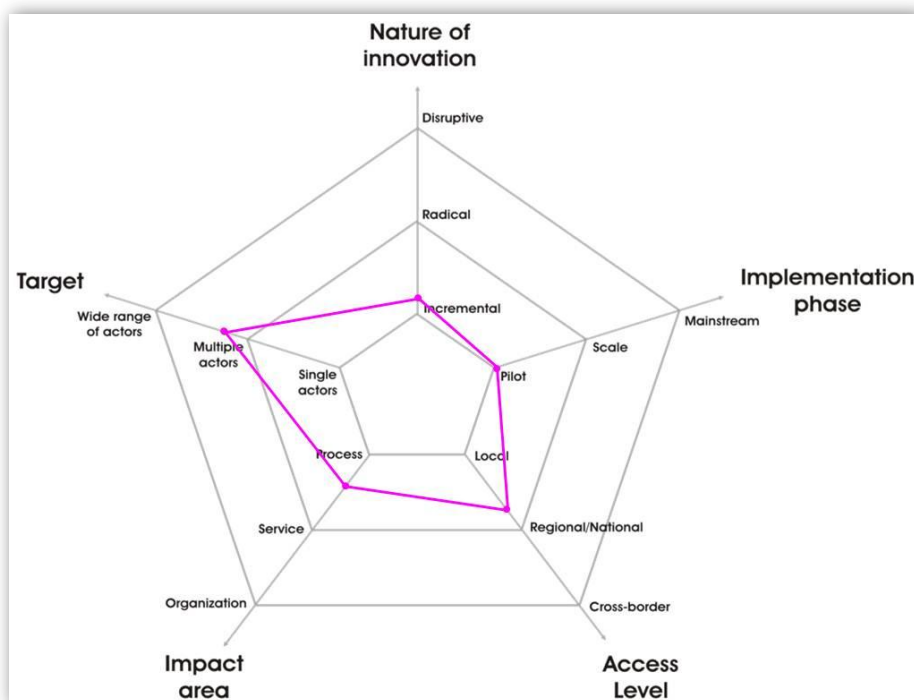 Nature of
innovation
Disruptive
Radical
Target
Implementation
phase
Wide range
of actors
Incremental
Mainstream
Multiple
actors
Scale
Single
actors
Pilot
Process
Local
Service
Regional/National
Organization
Cross-border
Impact
area
Access
Level